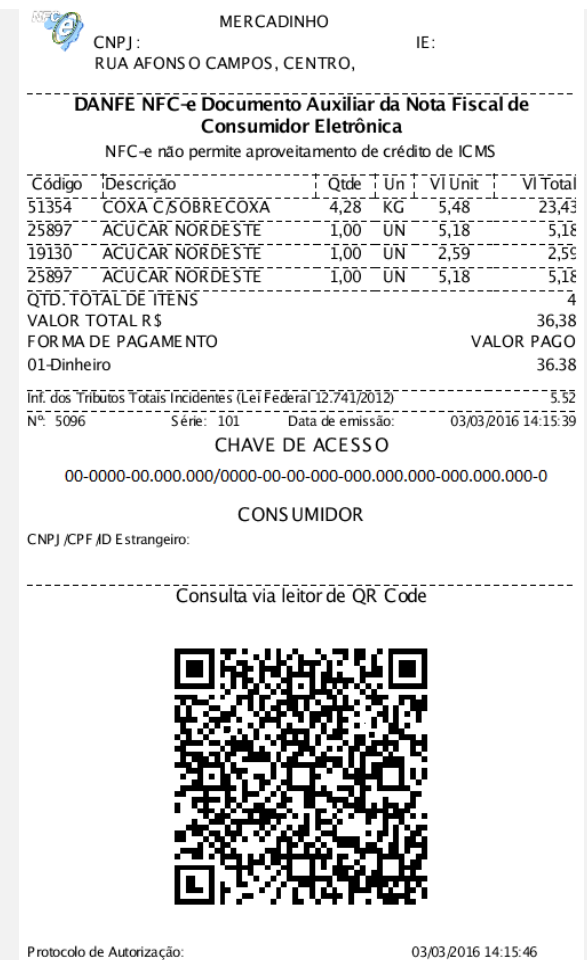 NFC e
MERCADINHO
CNPJ: IE:
RUA AFONSO CAMPOS, CENTRO,
DANFE NFC-e Documento Auxiliar da Nota Fiscal de
Consumidor Eletrônica
NFC-e não permite aproveitamento de crédito de ICMS
Código Descrição Qtde Un Vl Unit Vl Total
51354 COXA C/SOBRECOXA 4,28 KG 5,48 23,43
25897 ACUCAR NORDESTE 1,00 UN 5,18 5,18
19130 ACUCAR NORDESTE 1,00 UN 2,59 2,59
25897 ACUCAR NORDESTE 1,00 UN 5,18 5,18
QTD. TOTAL DE ITENS 4
VALOR TOTAL R$ 36,38
FORMA DE PAGAMENTO VALOR PAGO
01-Dinheiro 36.38
Inf. dos Tributos Totais Incidentes (Lei Federal 12.741/2012) 5.52
Nº: 5096 Série: 101 Data de emissão: 03/03/2016 14:15:39
CHAVE DE ACESSO
00-0000-00.000.000/0000-00-00-000-000.000.000-000.000.000-0
CONSUMIDOR
CNPJ/CPF/ID Estrangeiro:
Consulta via leitor de QR Code
Protocolo de Autorização: 03/03/2016 14:15:46